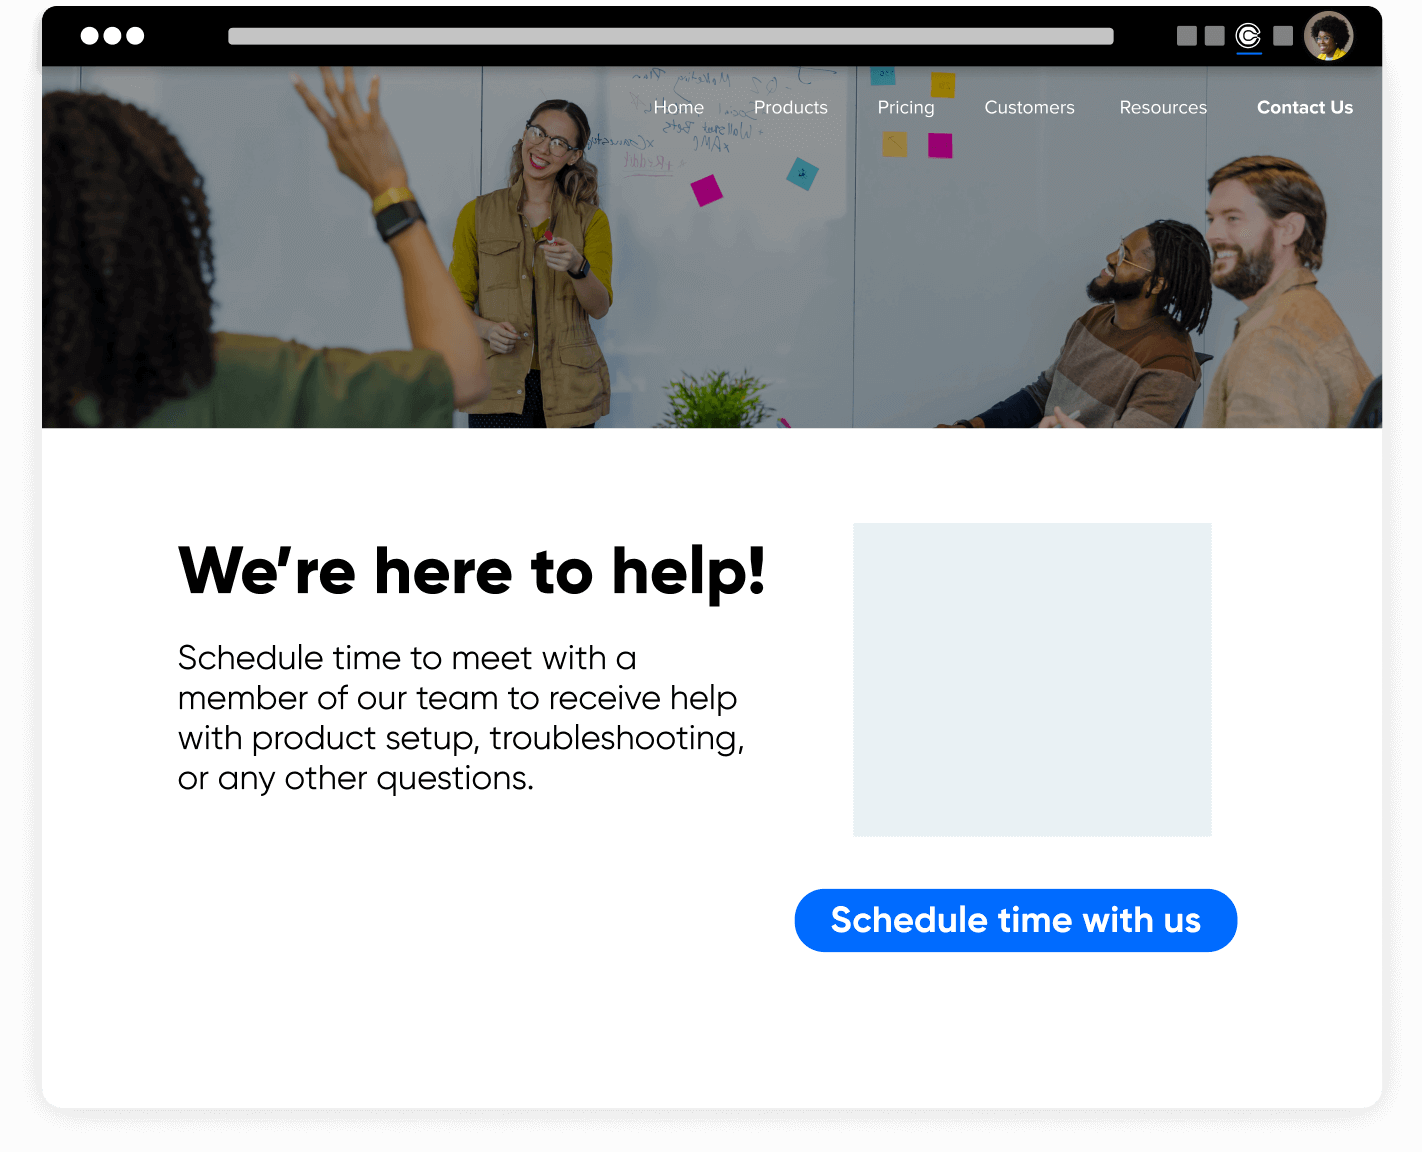 Home Products Pricing Customers Resources Contact Us
We’re here to help!
Schedule time to meet with a
member of our team to receive help
with product setup, troubleshooting,
or any other questions.
Schedule time with us